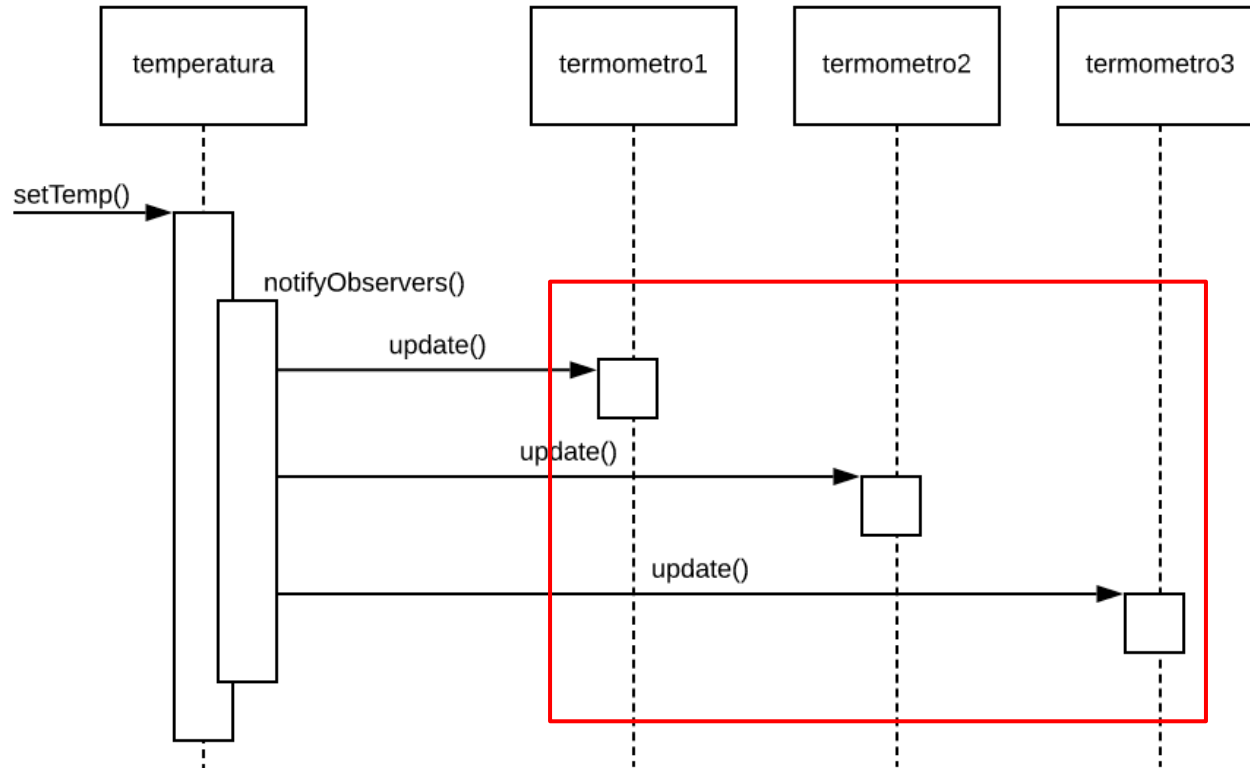 temperatura
termometro1
termometro2
termometro3
setTemp()
notifyObservers()
update()
update()
update()